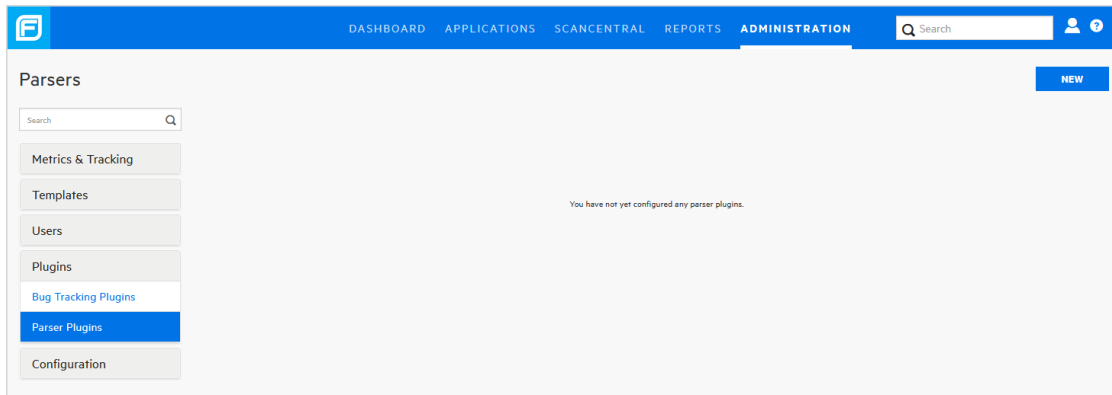 DASHBOARD APPLICATIONS SCANCENTRAL REPORTS ADMINISTRATION Search
Parsers
NEW
Search
Metrics & Tracking
Templates
You have not yet configured any parser plugins.
Users
Plugins
Bug Tracking Plugins
Parser Plugins
Configuration